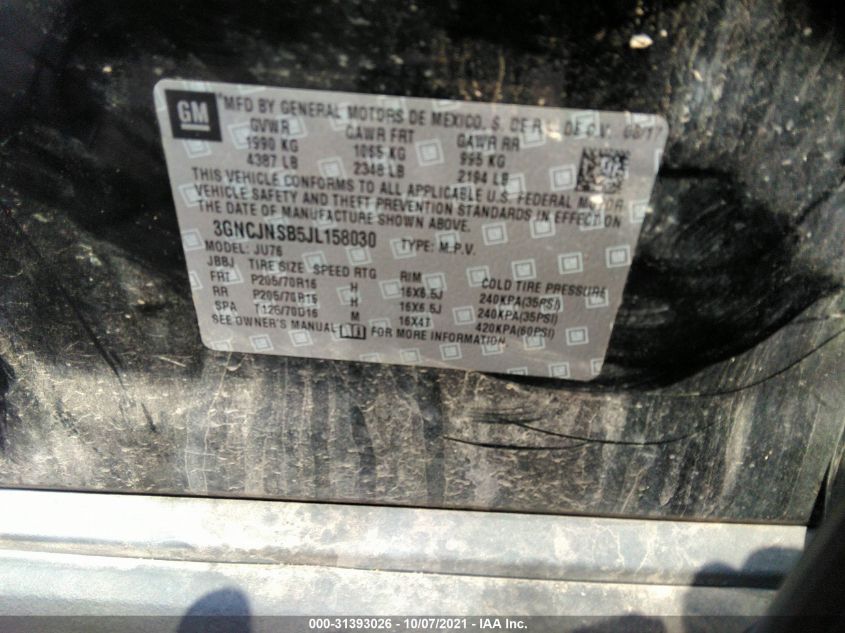 GM
*MFD BY GENERAL MOTORS DE MEXICO, S. DE R.L. DE C.V. 08/17
GVWR GAWR FRT GAWR RR
1990 KG 1065 KG 995 KG
4387 LB 2348 LB 2194 LB
THIS VEHICLE CONFORMS TO ALL APPLICABLE U.S. FEDERAL MOTOR
VEHICLE SAFETY AND THEFT PREVENTION STANDARDS IN EFFECT ON
THE DATE OF MANUFACTURE SHOWN ABOVE.
3GNCJNSB5JL158030 TYPE: M.P.V.
MODEL: JU76
JBBJ TIRE SIZE SPEED RTG RIM COLD TIRE PRESSURE
FRT P205/70R16 H 16X6.5J 240KPA(35PSI)
RR P205/70R16 H 16X6.5J 240KPA(35PSI)
SPA T125/70D16 M 16X4T 420KPA(60PSI)
SEE OWNER'S MANUAL FOR MORE INFORMATION
000-31393026 - 10/07/2021 - IAA Inc.